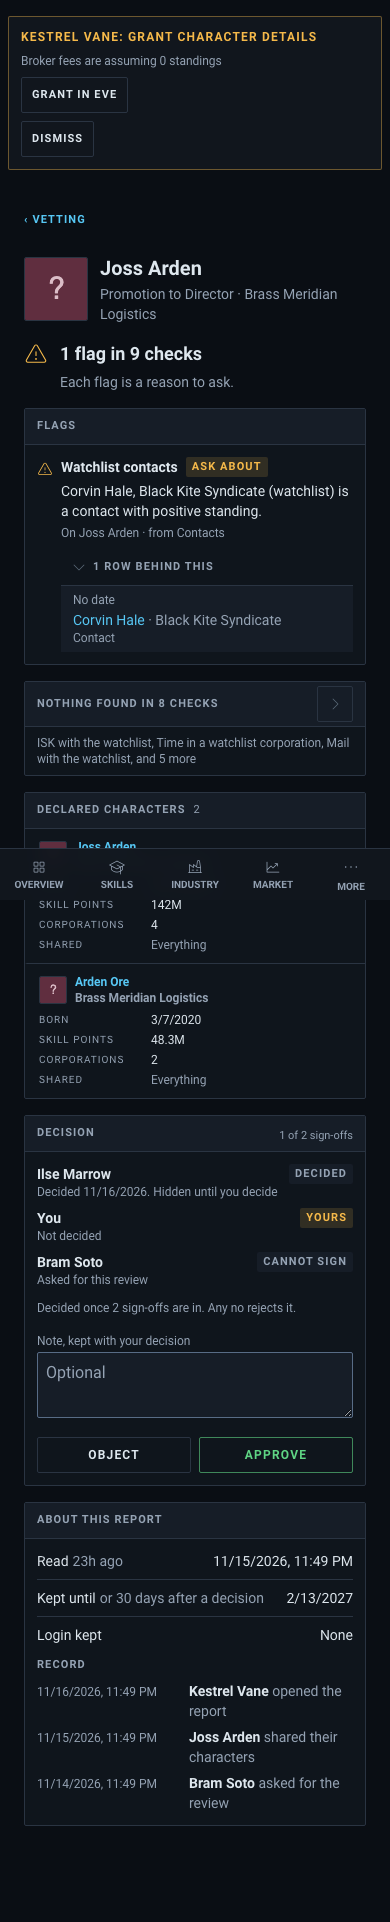 KESTREL VANE: GRANT CHARACTER DETAILS
Broker fees are assuming 0 standings
GRANT IN EVE
DISMISS
‹ VETTING
?
Joss Arden
Promotion to Director · Brass Meridian
Logistics
1 flag in 9 checks
Each flag is a reason to ask.
FLAGS
Watchlist contacts ASK ABOUT
Corvin Hale, Black Kite Syndicate (watchlist) is
a contact with positive standing.
On Joss Arden · from Contacts
1 ROW BEHIND THIS
No date
Corvin Hale · Black Kite Syndicate
Contact
NOTHING FOUND IN 8 CHECKS
ISK with the watchlist, Time in a watchlist corporation, Mail
with the watchlist, and 5 more
DECLARED CHARACTERS 2
Joss Arden
OVERVIEW SKILLS INDUSTRY MARKET MORE
SKILL POINTS 142M
CORPORATIONS 4
SHARED Everything
?
Arden Ore
Brass Meridian Logistics
BORN 3/7/2020
SKILL POINTS 48.3M
CORPORATIONS 2
SHARED Everything
DECISION 1 of 2 sign-offs
Ilse Marrow DECIDED
Decided 11/16/2026. Hidden until you decide
You YOURS
Not decided
Bram Soto CANNOT SIGN
Asked for this review
Decided once 2 sign-offs are in. Any no rejects it.
Note, kept with your decision
Optional
OBJECT APPROVE
ABOUT THIS REPORT
Read 23h ago 11/15/2026, 11:49 PM
Kept until or 30 days after a decision 2/13/2027
Login kept None
RECORD
11/16/2026, 11:49 PM Kestrel Vane opened the
report
11/15/2026, 11:49 PM Joss Arden shared their
characters
11/14/2026, 11:49 PM Bram Soto asked for the
review